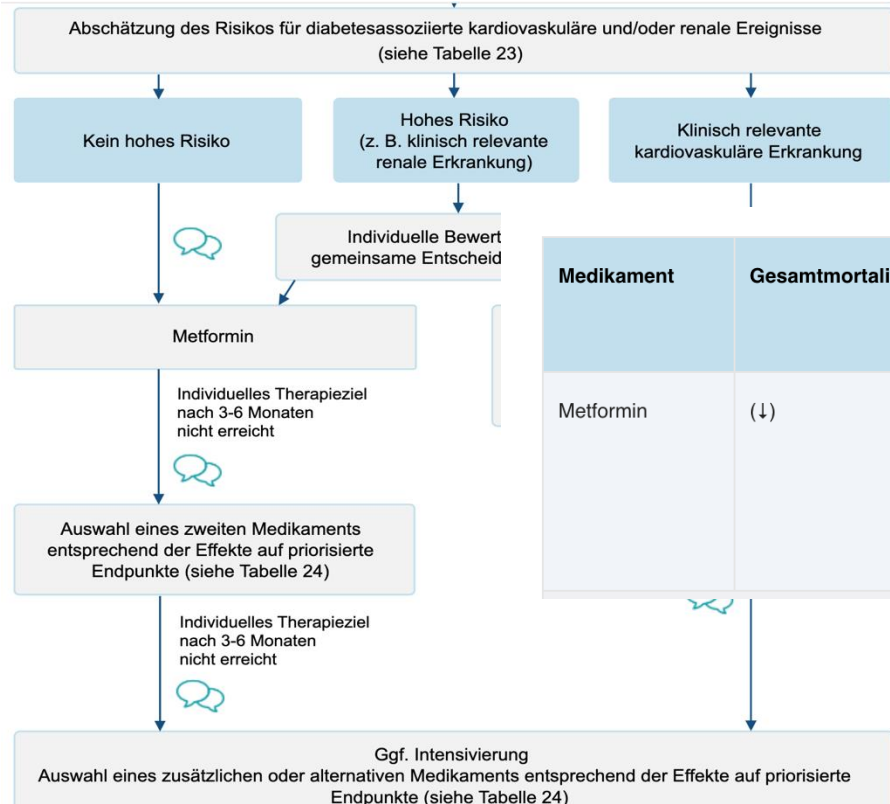 Abschätzung des Risikos für diabetesassoziierte kardiovaskuläre und/oder renale Ereignisse
(siehe Tabelle 23)
Kein hohes Risiko
Hohes Risiko
(z. B. klinisch relevante
renale Erkrankung)
Klinisch relevante
kardiovaskuläre Erkrankung
Individuelle Bewert
gemeinsame Entscheid
Medikament
Gesamtmortali
Metformin
(↓)
Metformin
Individuelles Therapieziel
nach 3-6 Monaten
nicht erreicht
Auswahl eines zweiten Medikaments
entsprechend der Effekte auf priorisierte
Endpunkte (siehe Tabelle 24)
Individuelles Therapieziel
nach 3-6 Monaten
nicht erreicht
Ggf. Intensivierung
Auswahl eines zusätzlichen oder alternativen Medikaments entsprechend der Effekte auf priorisierte
Endpunkte (siehe Tabelle 24)